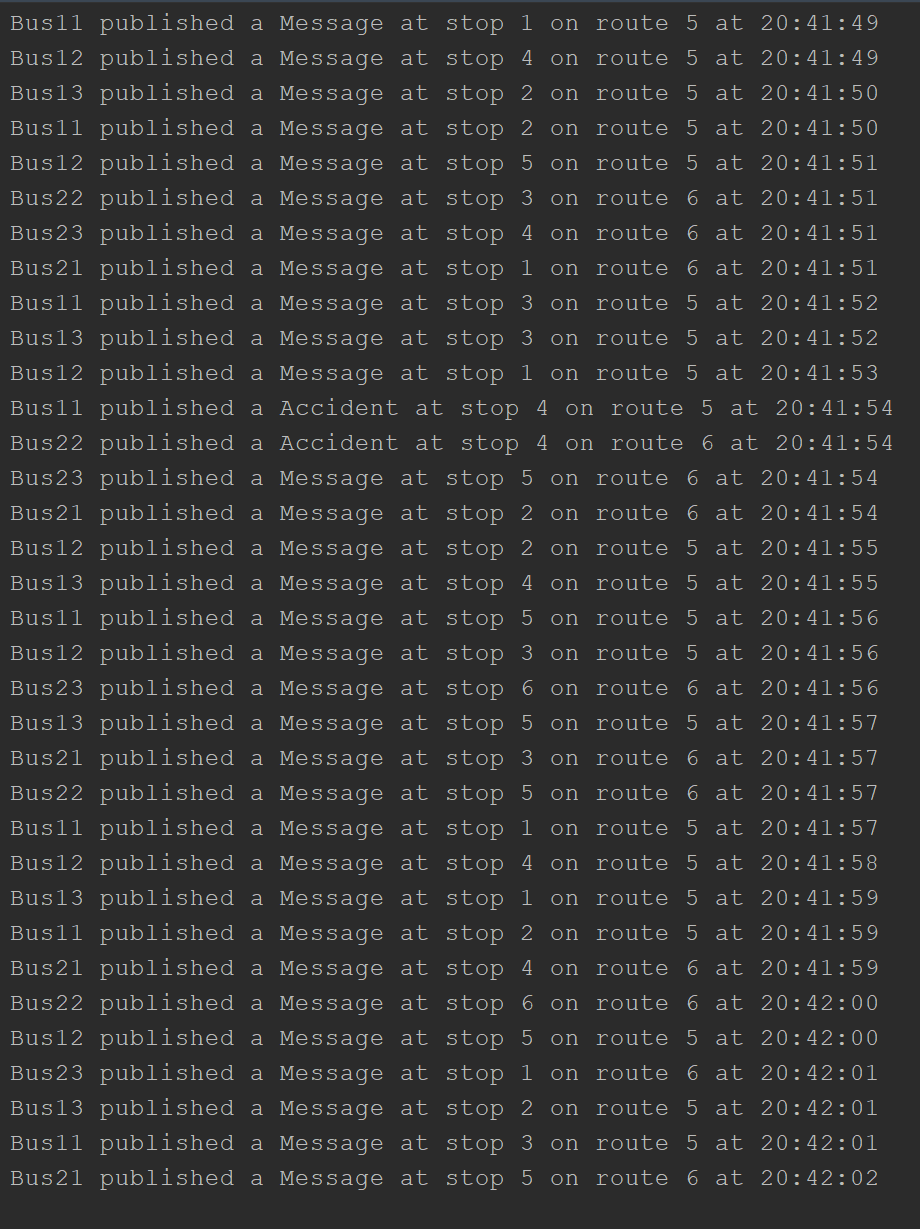 Bus11 published a Message at stop 1 on route 5 at 20:41:49
Bus12 published a Message at stop 4 on route 5 at 20:41:49
Bus13 published a Message at stop 2 on route 5 at 20:41:50
Bus11 published a Message at stop 2 on route 5 at 20:41:50
Bus12 published a Message at stop 5 on route 5 at 20:41:51
Bus22 published a Message at stop 3 on route 6 at 20:41:51
Bus23 published a Message at stop 4 on route 6 at 20:41:51
Bus21 published a Message at stop 1 on route 6 at 20:41:51
Bus11 published a Message at stop 3 on route 5 at 20:41:52
Bus13 published a Message at stop 3 on route 5 at 20:41:52
Bus12 published a Message at stop 1 on route 5 at 20:41:53
Bus11 published a Accident at stop 4 on route 5 at 20:41:54
Bus22 published a Accident at stop 4 on route 6 at 20:41:54
Bus23 published a Message at stop 5 on route 6 at 20:41:54
Bus21 published a Message at stop 2 on route 6 at 20:41:54
Bus12 published a Message at stop 2 on route 5 at 20:41:55
Bus13 published a Message at stop 4 on route 5 at 20:41:55
Bus11 published a Message at stop 5 on route 5 at 20:41:56
Bus12 published a Message at stop 3 on route 5 at 20:41:56
Bus23 published a Message at stop 6 on route 6 at 20:41:56
Bus13 published a Message at stop 5 on route 5 at 20:41:57
Bus21 published a Message at stop 3 on route 6 at 20:41:57
Bus22 published a Message at stop 5 on route 6 at 20:41:57
Bus11 published a Message at stop 1 on route 5 at 20:41:57
Bus12 published a Message at stop 4 on route 5 at 20:41:58
Bus13 published a Message at stop 1 on route 5 at 20:41:59
Bus11 published a Message at stop 2 on route 5 at 20:41:59
Bus21 published a Message at stop 4 on route 6 at 20:41:59
Bus22 published a Message at stop 6 on route 6 at 20:42:00
Bus12 published a Message at stop 5 on route 5 at 20:42:00
Bus23 published a Message at stop 1 on route 6 at 20:42:01
Bus13 published a Message at stop 2 on route 5 at 20:42:01
Bus11 published a Message at stop 3 on route 5 at 20:42:01
Bus21 published a Message at stop 5 on route 6 at 20:42:02